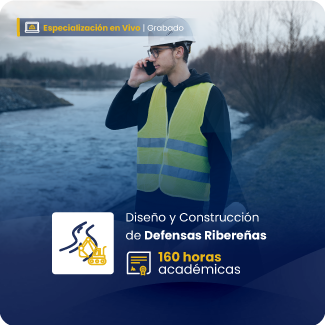 Especialización en Vivo | Grabado
Diseño y Construcción
de Defensas Ribereñas
160 horas
académicas